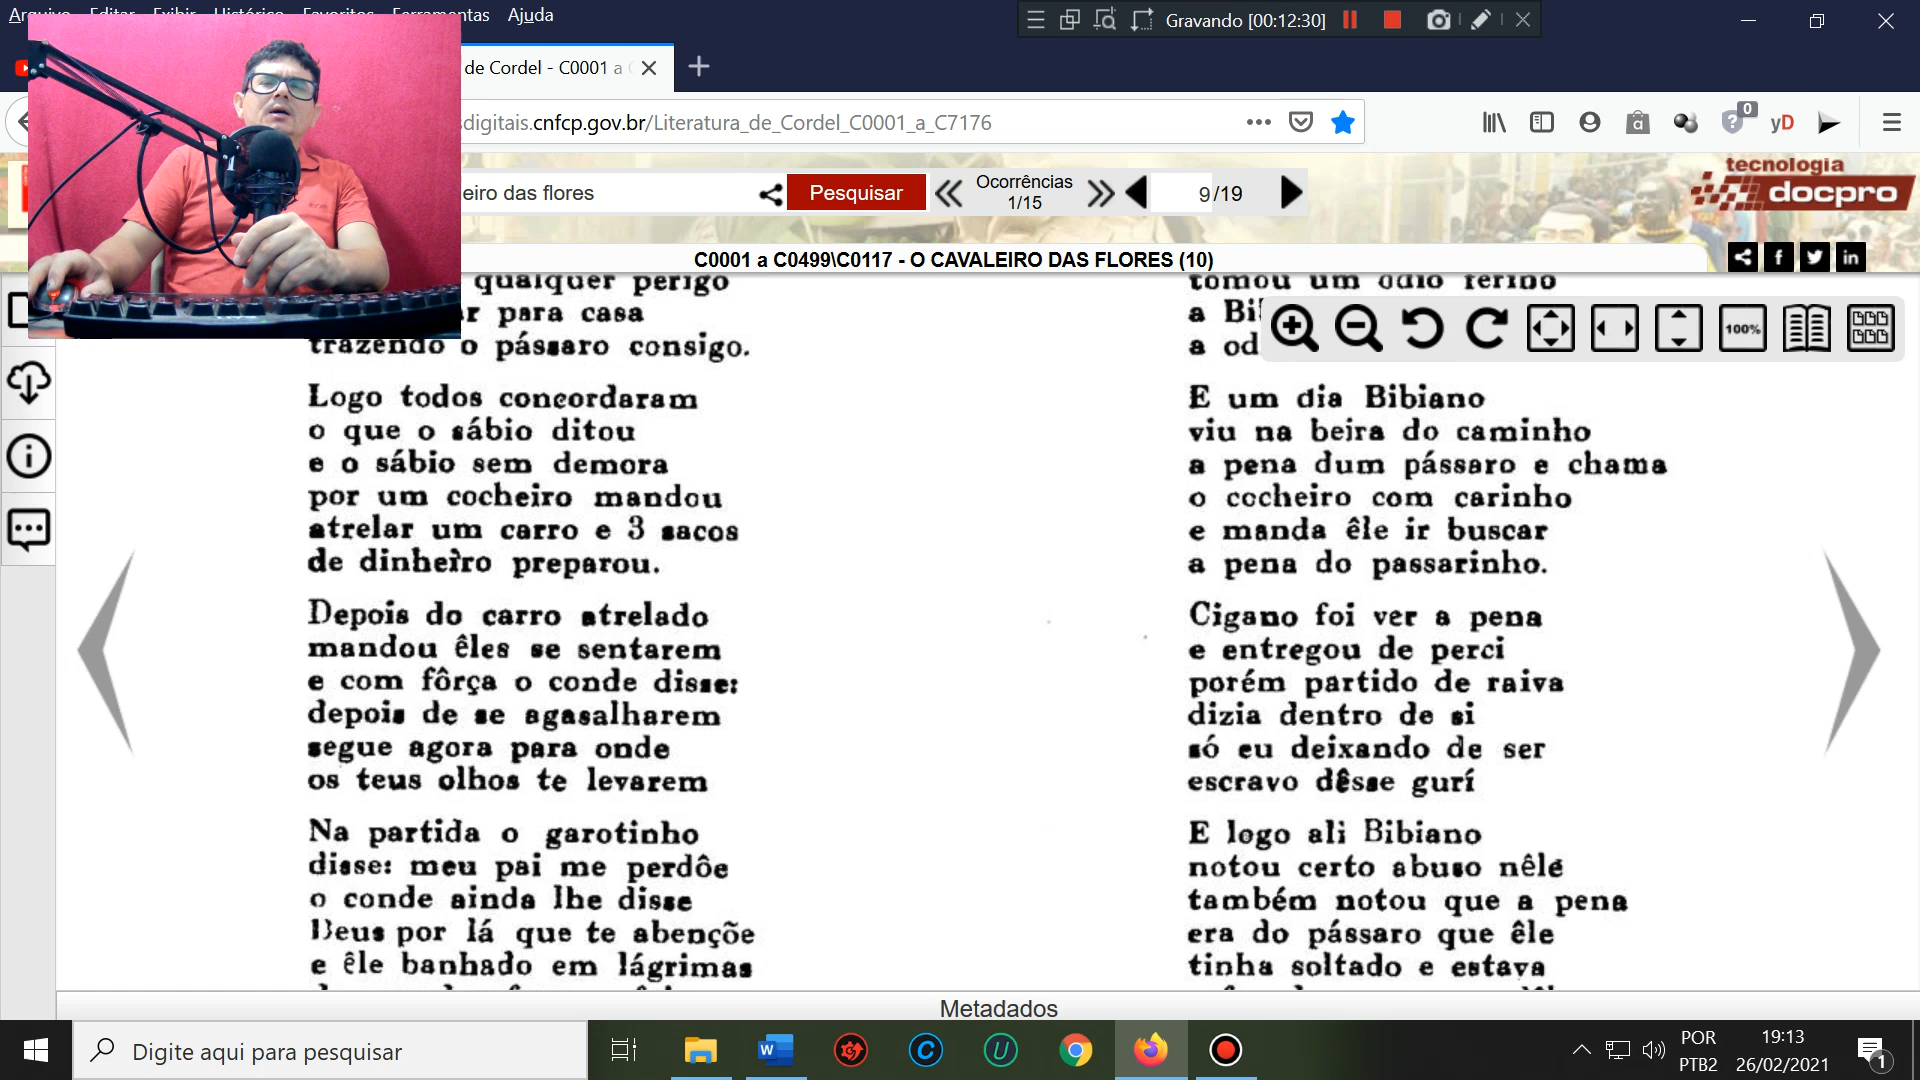 Arquivo Editar Exibir Histórico Favoritos Ferramentas Ajuda
Gravando [00:12:30]
de Cordel - C0001 a
digitais.cnfcp.gov.br/Literatura_de_Cordel_C0001_a_C7176
0
yD
tecnologia
docpro
eiro das flores
Pesquisar
Ocorrências
1/15
9/19
C0001 a C0499\C0117 - O CAVALEIRO DAS FLORES (10)
qualquer perigo
para casa
trazendo o pássaro consigo.
Logo todos concordaram
o que o sábio ditou
e o sábio sem demora
por um cocheiro mandou
atrelar um carro e 3 sacos
de dinheiro preparou.
Depois do carro atrelado
mandou êles se sentarem
e com fôrça o conde disse:
depois de se agasalharem
segue agora para onde
os teus olhos te levarem
Na partida o garotinho
disse: meu pai me perdôe
o conde ainda lhe disse
Deus por lá que te abençõe
e êle banhado em lágrimas
tomou um odio ferino
a
a
E um dia Bibiano
viu na beira do caminho
a pena dum pássaro e chama
o cocheiro com carinho
e manda êle ir buscar
a pena do passarinho.
Cigano foi ver a pena
e entregou de perci
porém partido de raiva
dizia dentro de si
só eu deixando de ser
escravo dêsse gurí
E logo ali Bibiano
notou certo abuso nêle
também notou que a pena
era do pássaro que êle
tinha soltado e estava
100%
Metadados
Digite aqui para pesquisar
POR
PTB2
19:13
26/02/2021
1